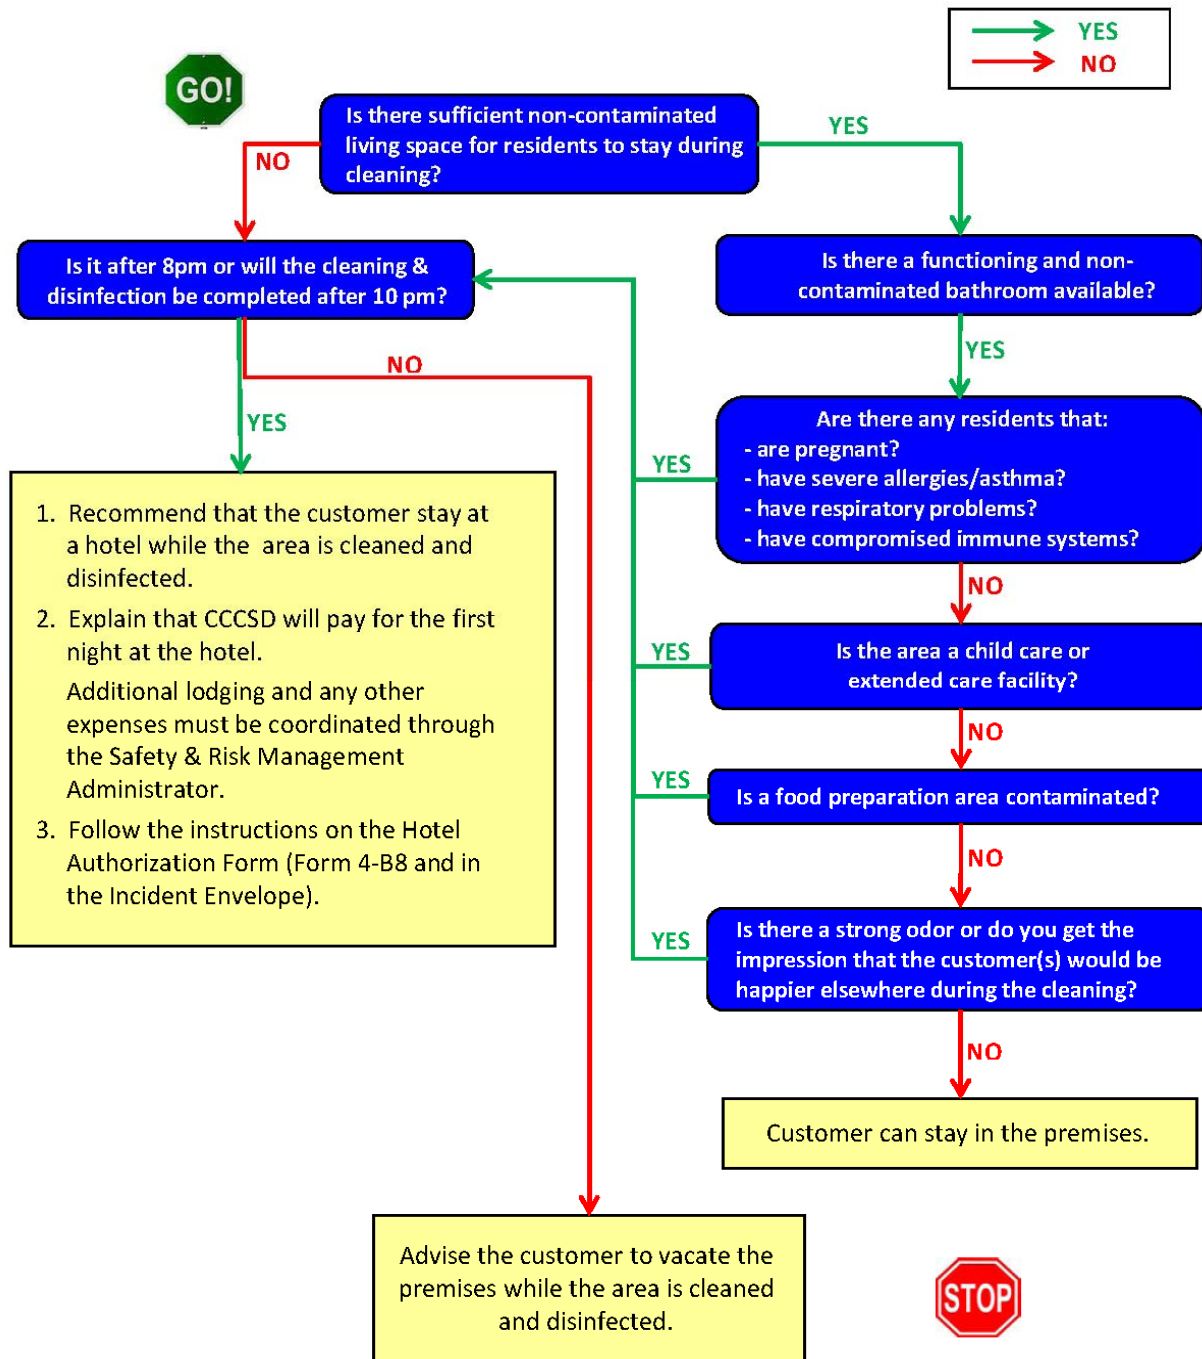 YES
NO
GO!
Is there sufficient non-contaminated
living space for residents to stay during
cleaning?
YES
NO
Is it after 8pm or will the cleaning &
disinfection be completed after 10 pm?
Is there a functioning and non-
contaminated bathroom available?
YES
NO
YES
Are there any residents that:
- are pregnant?
- have severe allergies/asthma?
- have respiratory problems?
- have compromised immune systems?
YES
1. Recommend that the customer stay at
a hotel while the area is cleaned and
disinfected.
2. Explain that CCCSD will pay for the first
night at the hotel.
Additional lodging and any other
expenses must be coordinated through
the Safety & Risk Management
Administrator.
3. Follow the instructions on the Hotel
Authorization Form (Form 4-B8 and in
the Incident Envelope).
NO
YES
Is the area a child care or
extended care facility?
NO
YES
Is a food preparation area contaminated?
NO
YES
Is there a strong odor or do you get the
impression that the customer(s) would be
happier elsewhere during the cleaning?
NO
Customer can stay in the premises.
Advise the customer to vacate the
premises while the area is cleaned
and disinfected.
STOP